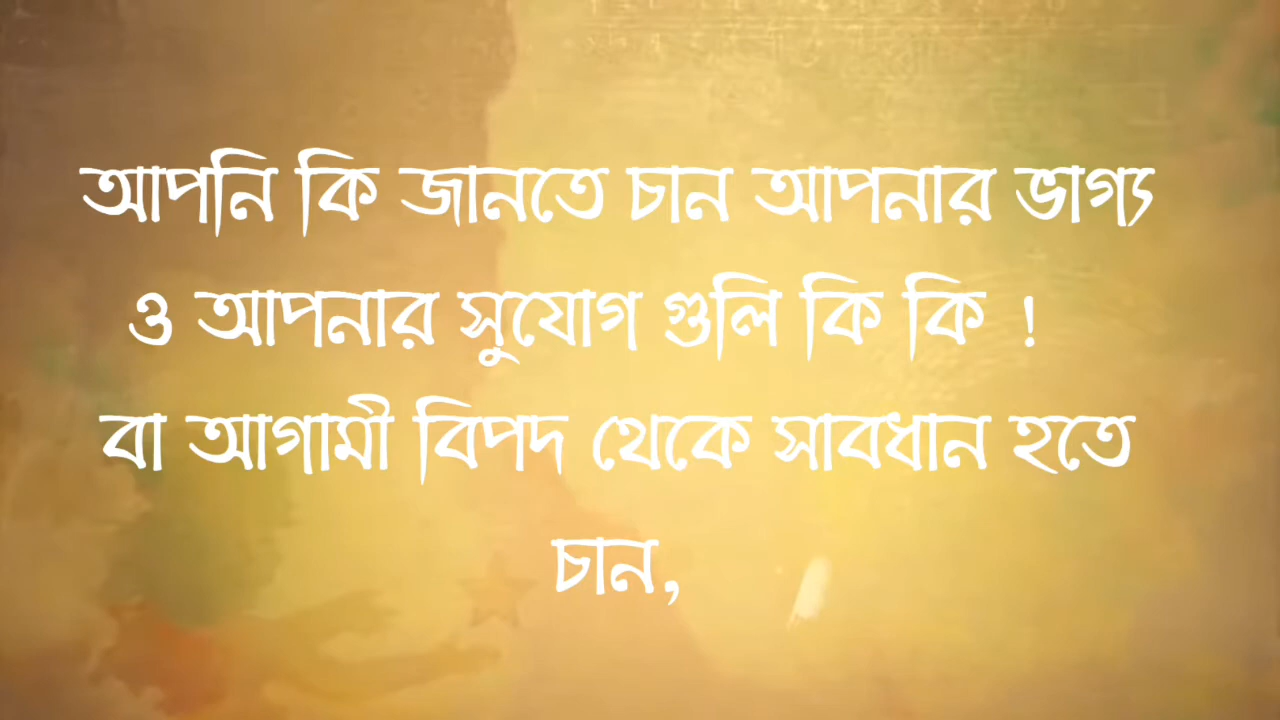 আপনি কি জানতে চান আপনার ভাগ্য
ও আপনার সুযোগ গুলি কি কি !
বা আগামী বিপদ থেকে সাবধান হতে
চান,